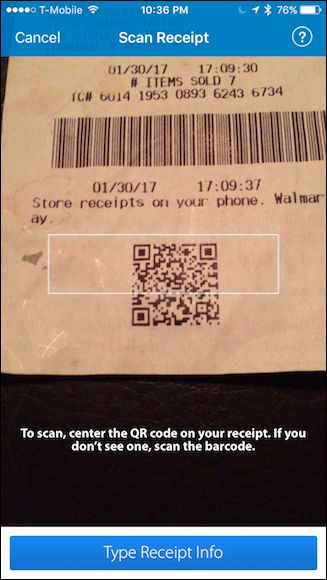 T-Mobile 10:36 PM 76%
Cancel Scan Receipt ?
01/30/17 17:09:30
# ITEMS SOLD 7
TC# 6014 1953 0893 6243 6734
01/30/17 17:09:37
Store receipts on your phone. Walmar
ay.
To scan, center the QR code on your receipt. If you
don't see one, scan the barcode.
Type Receipt Info